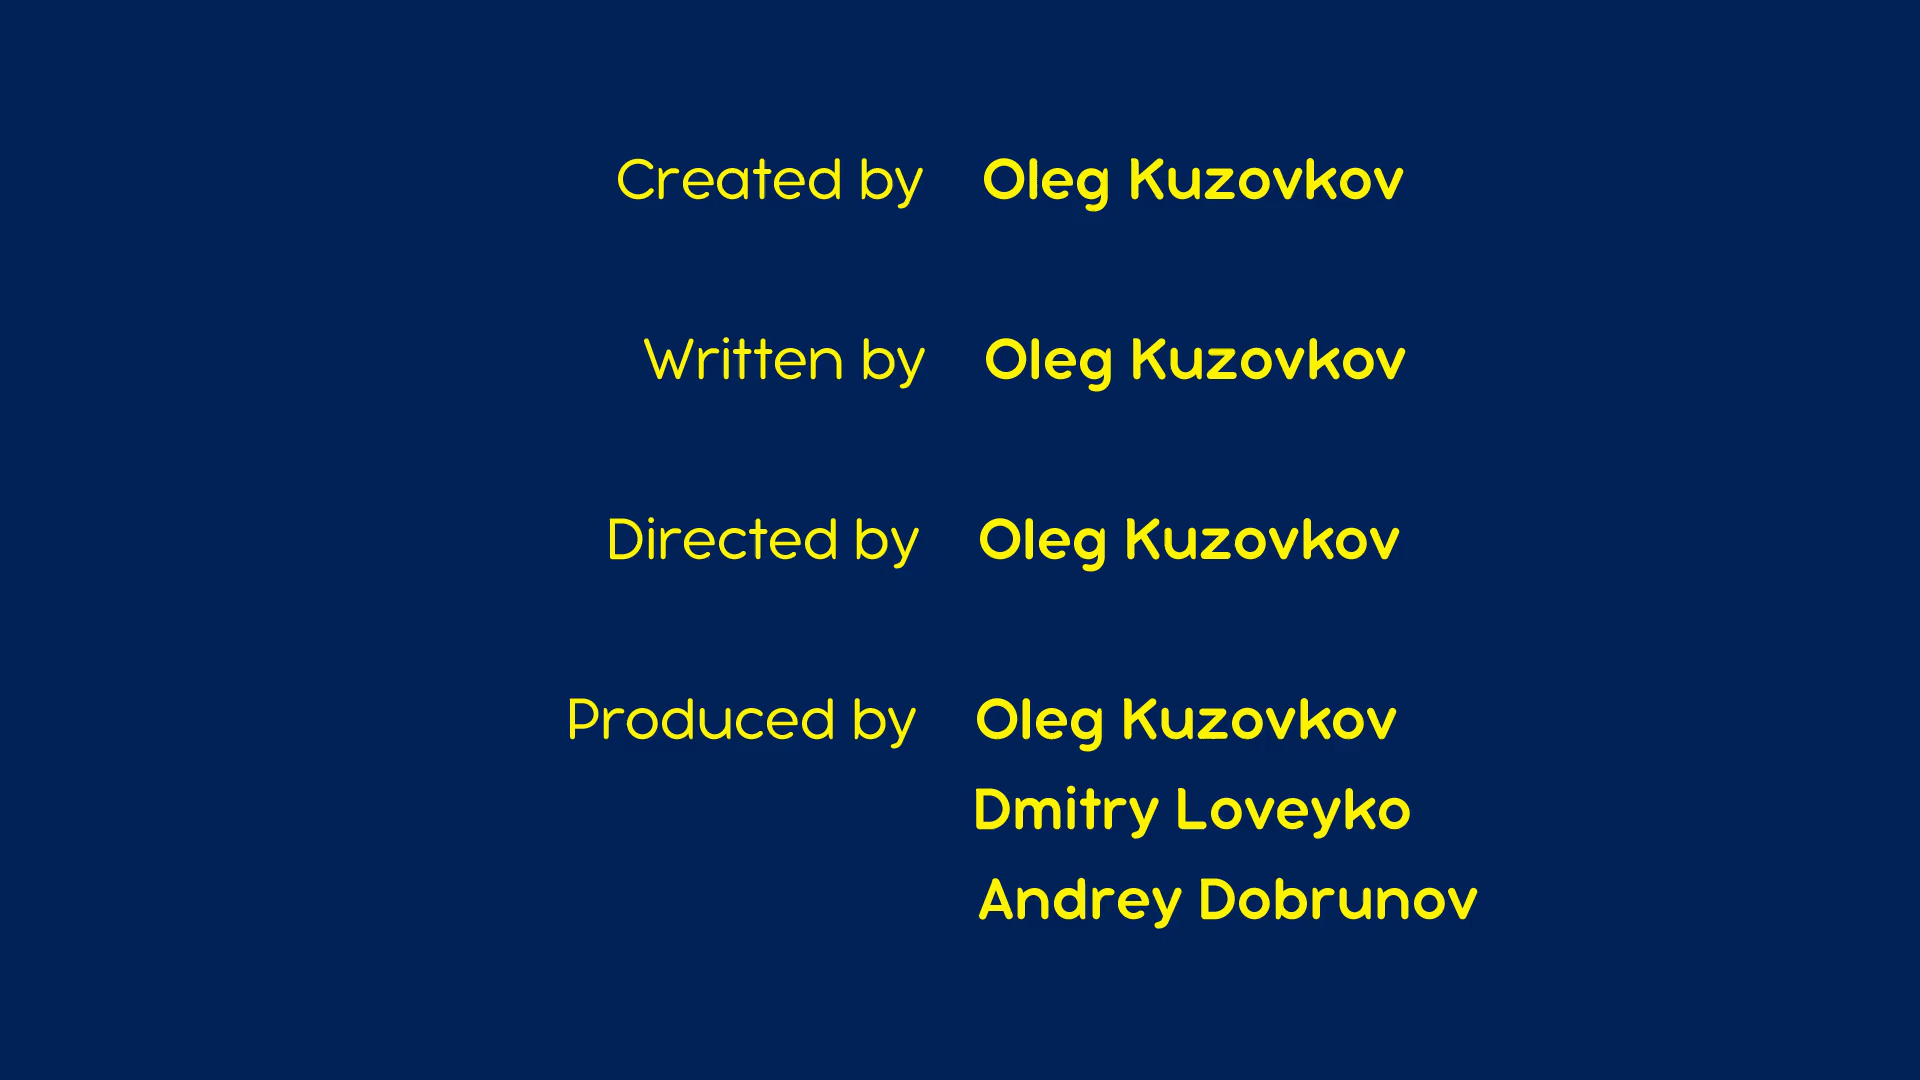 Created by Oleg Kuzovkov
Written by Oleg Kuzovkov
Directed by Oleg Kuzovkov
Produced by Oleg Kuzovkov
Dmitry Loveyko
Andrey Dobrunov